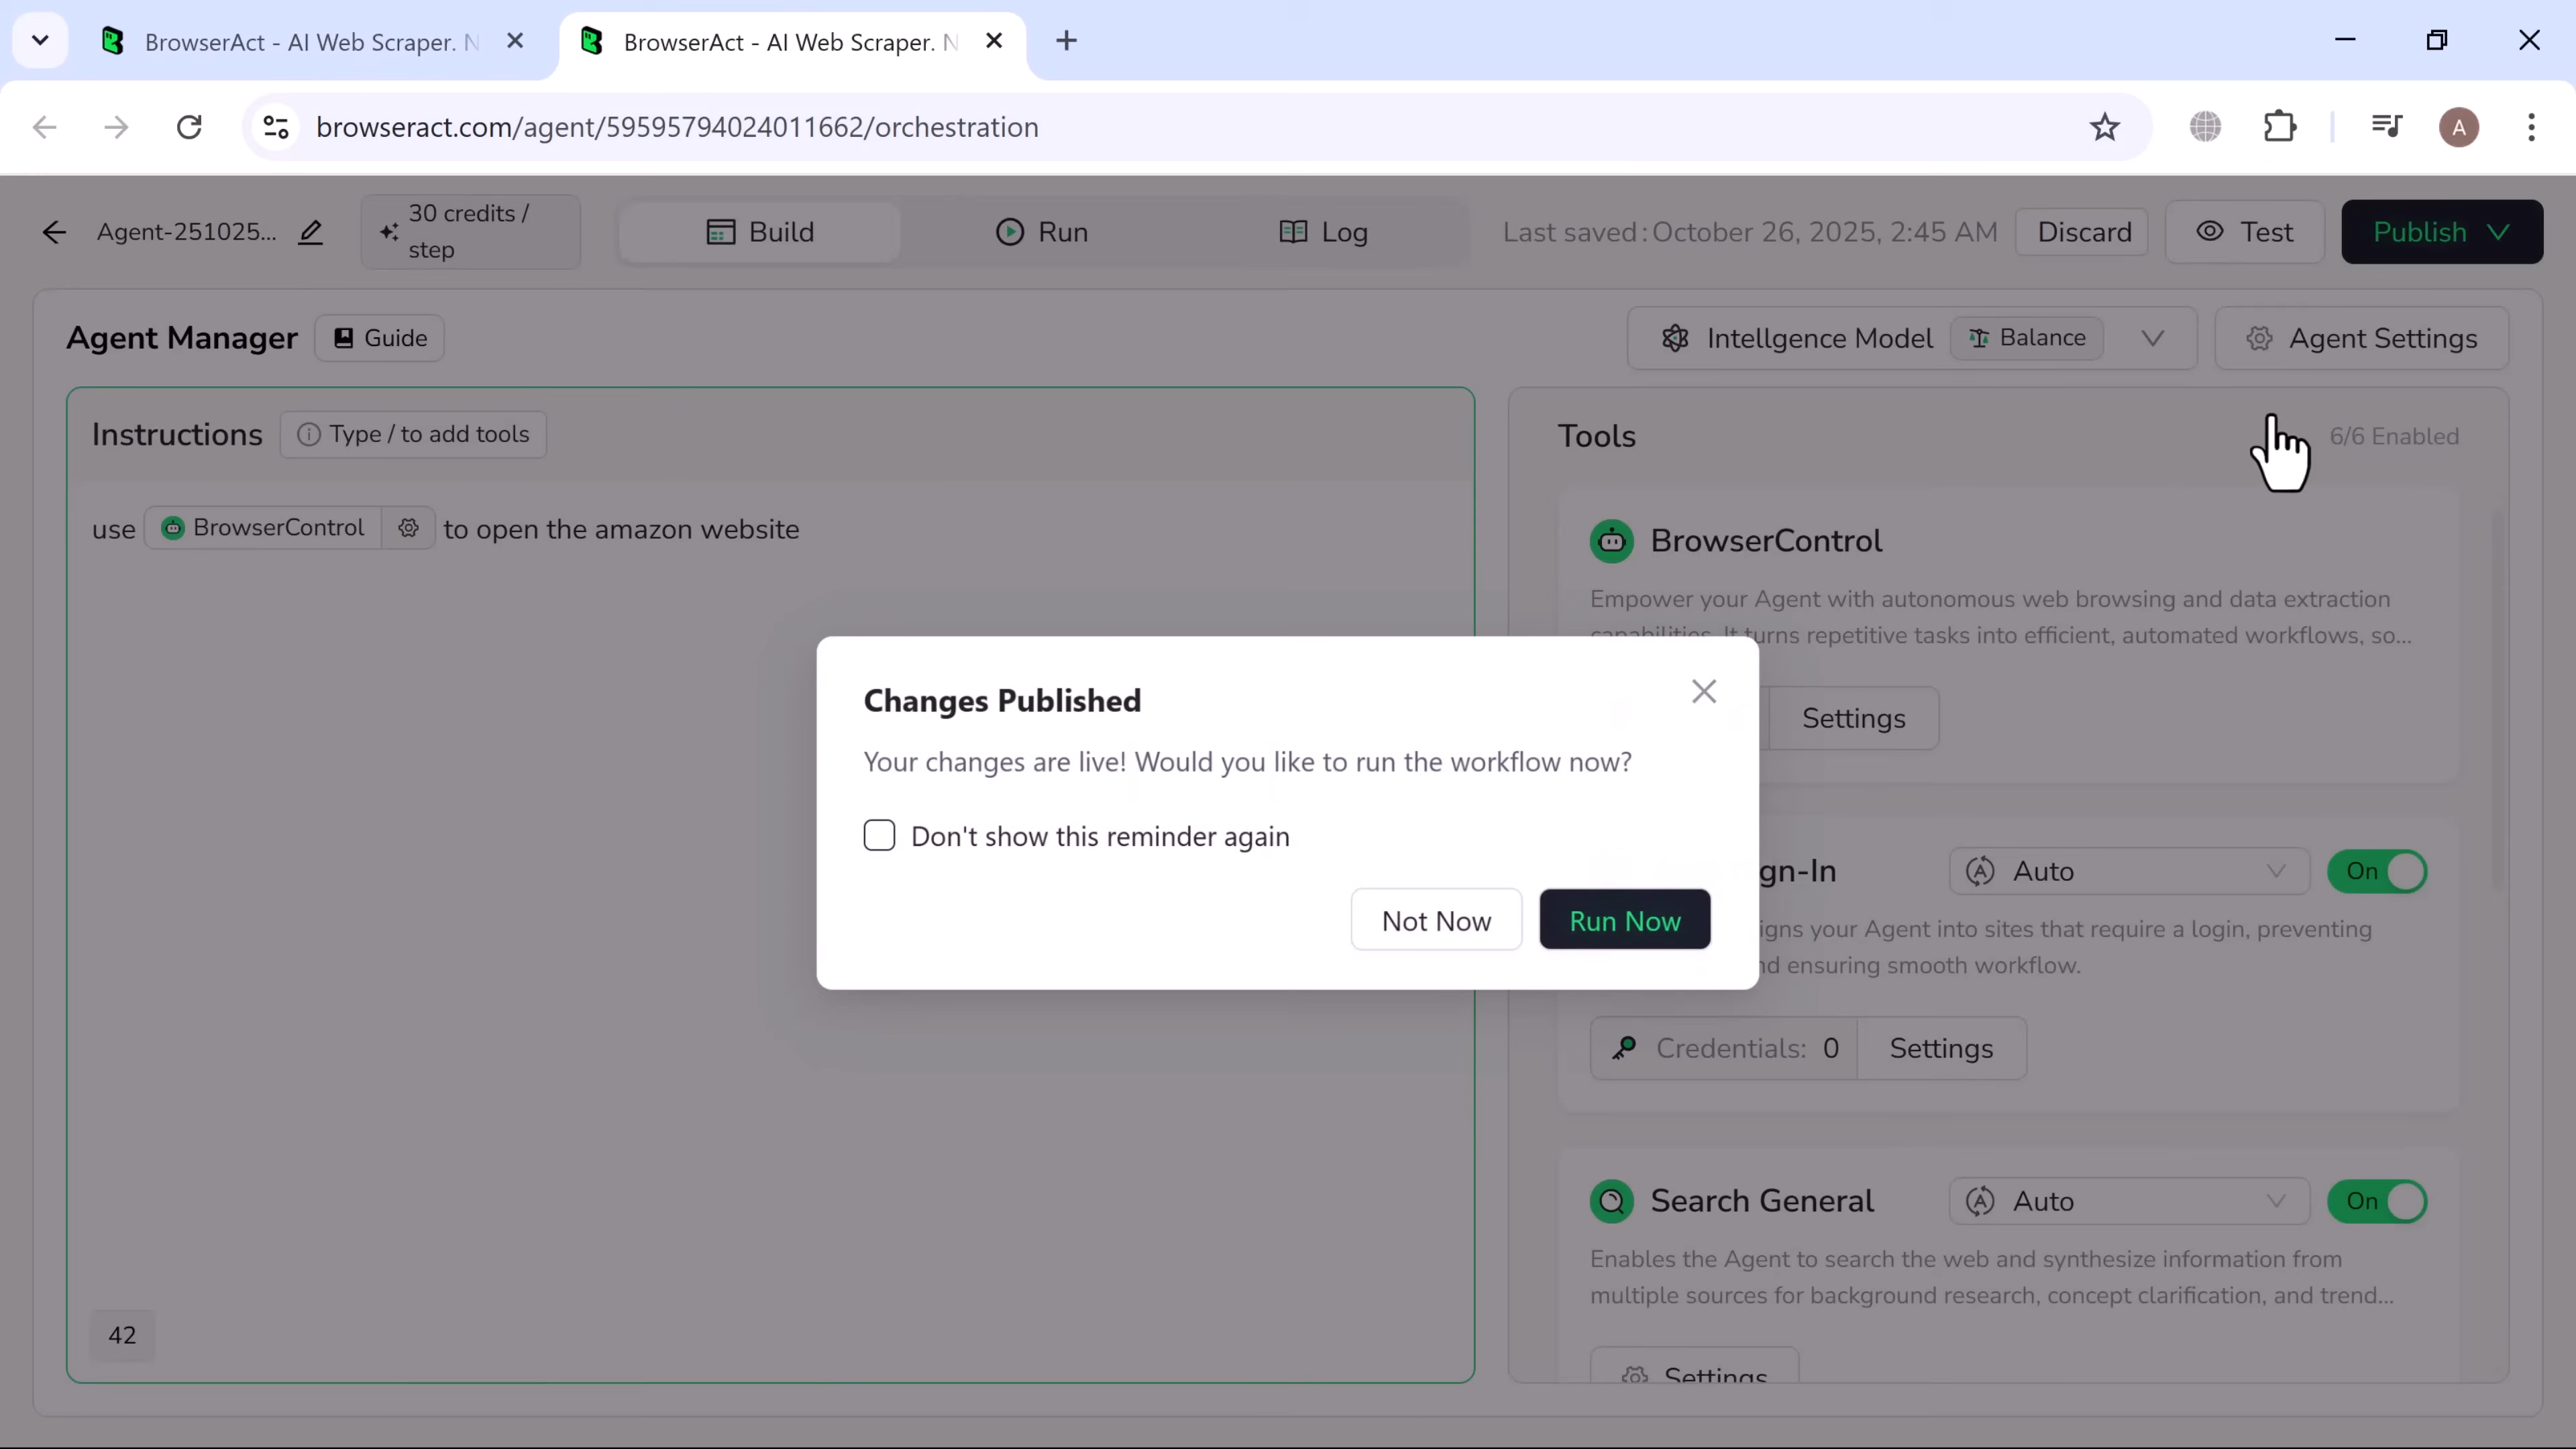 BrowserAct - AI Web Scraper. N
BrowserAct - AI Web Scraper. N
browseract.com/agent/59595794024011662/orchestration
A
Agent-251025...
30 credits /
step
Build
Run
Log
Last saved : October 26, 2025, 2:45 AM
Discard
Test
Publish
Agent Manager
Guide
Intellgence Model
Balance
Agent Settings
Instructions
Type / to add tools
Tools
6/6 Enabled
use BrowserControl to open the amazon website
BrowserControl
Empower your Agent with autonomous web browsing and data extraction
capabilities. It turns repetitive tasks into efficient, automated workflows, so...
Settings
Changes Published
Your changes are live! Would you like to run the workflow now?
Don't show this reminder again
Not Now
Run Now
gn-In
Auto
On
igns your Agent into sites that require a login, preventing
nd ensuring smooth workflow.
Credentials: 0
Settings
Search General
Auto
On
Enables the Agent to search the web and synthesize information from
multiple sources for background research, concept clarification, and trend...
Settings
42